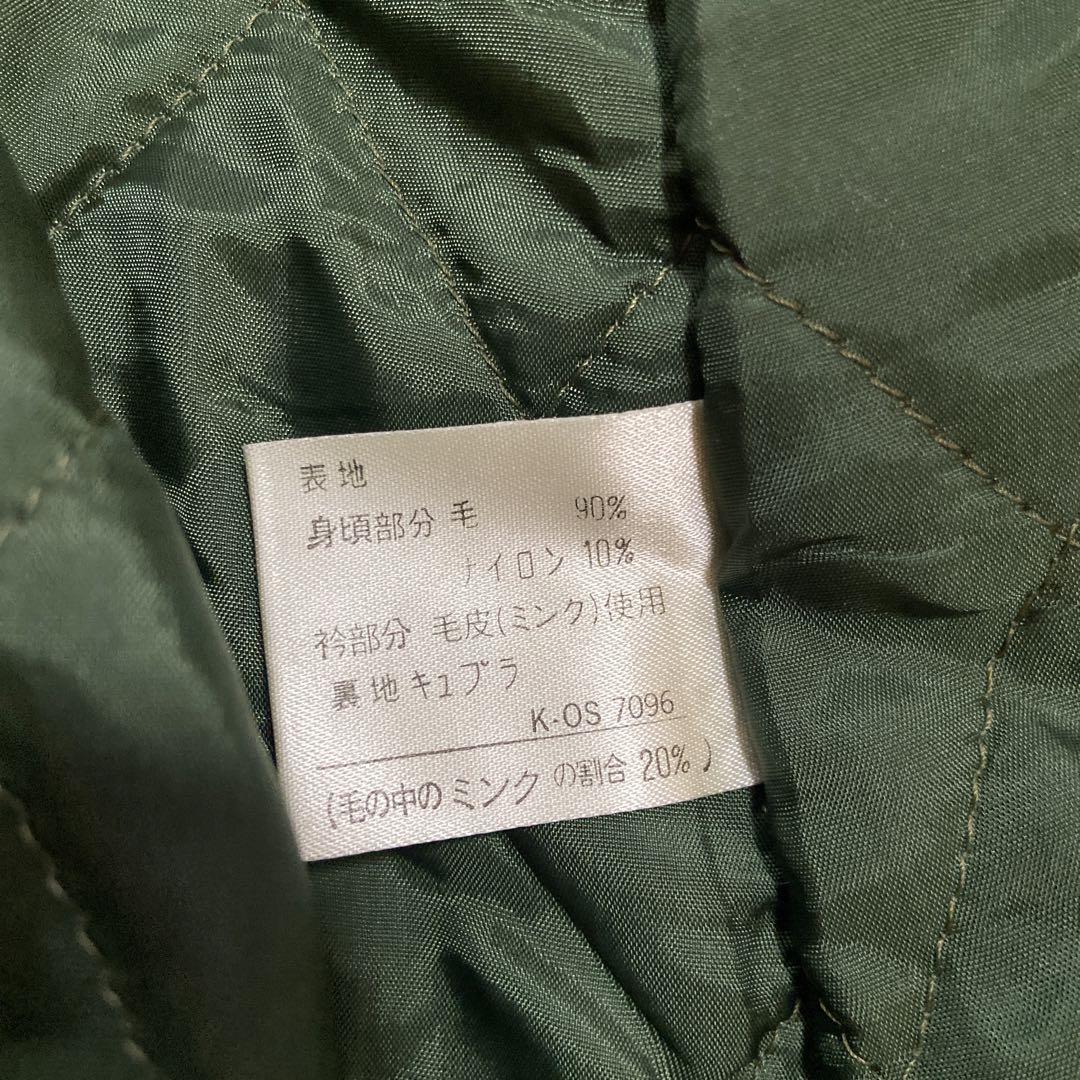 表地
身頃部分 毛 90%
ナイロン 10%
衿部分 毛皮(ミンク)使用
裏地キュプラ
K-OS 7096
(毛の中のミンクの割合 20%)